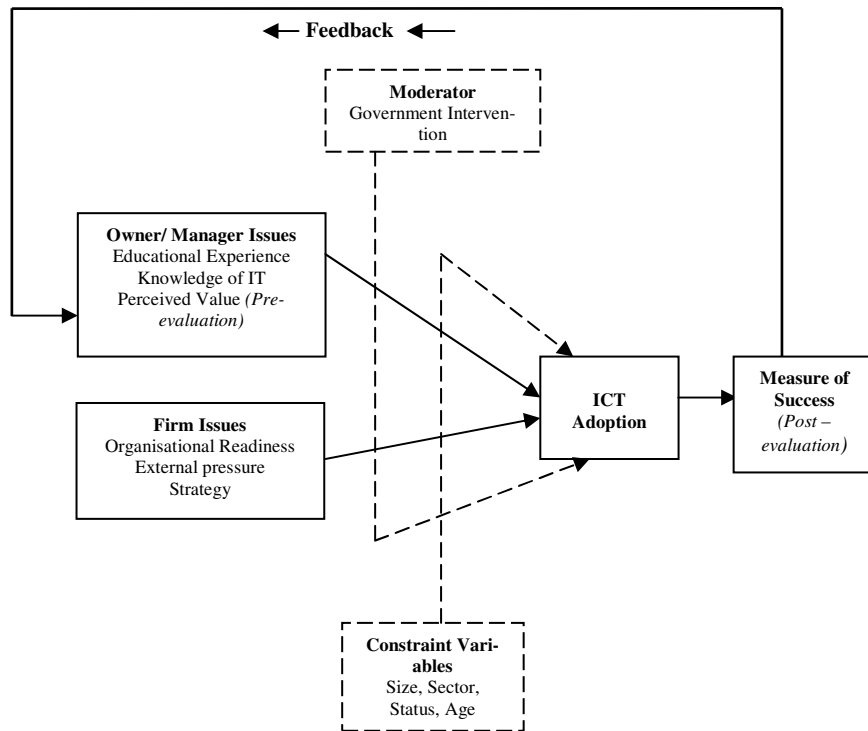 Feedback
Moderator
Government Interven-
tion
Owner/ Manager Issues
Educational Experience
Knowledge of IT
Perceived Value (Pre-
evaluation)
Firm Issues
Organisational Readiness
External pressure
Strategy
ICT
Adoption
Measure of
Success
(Post –
evaluation)
Constraint Vari-
ables
Size, Sector,
Status, Age